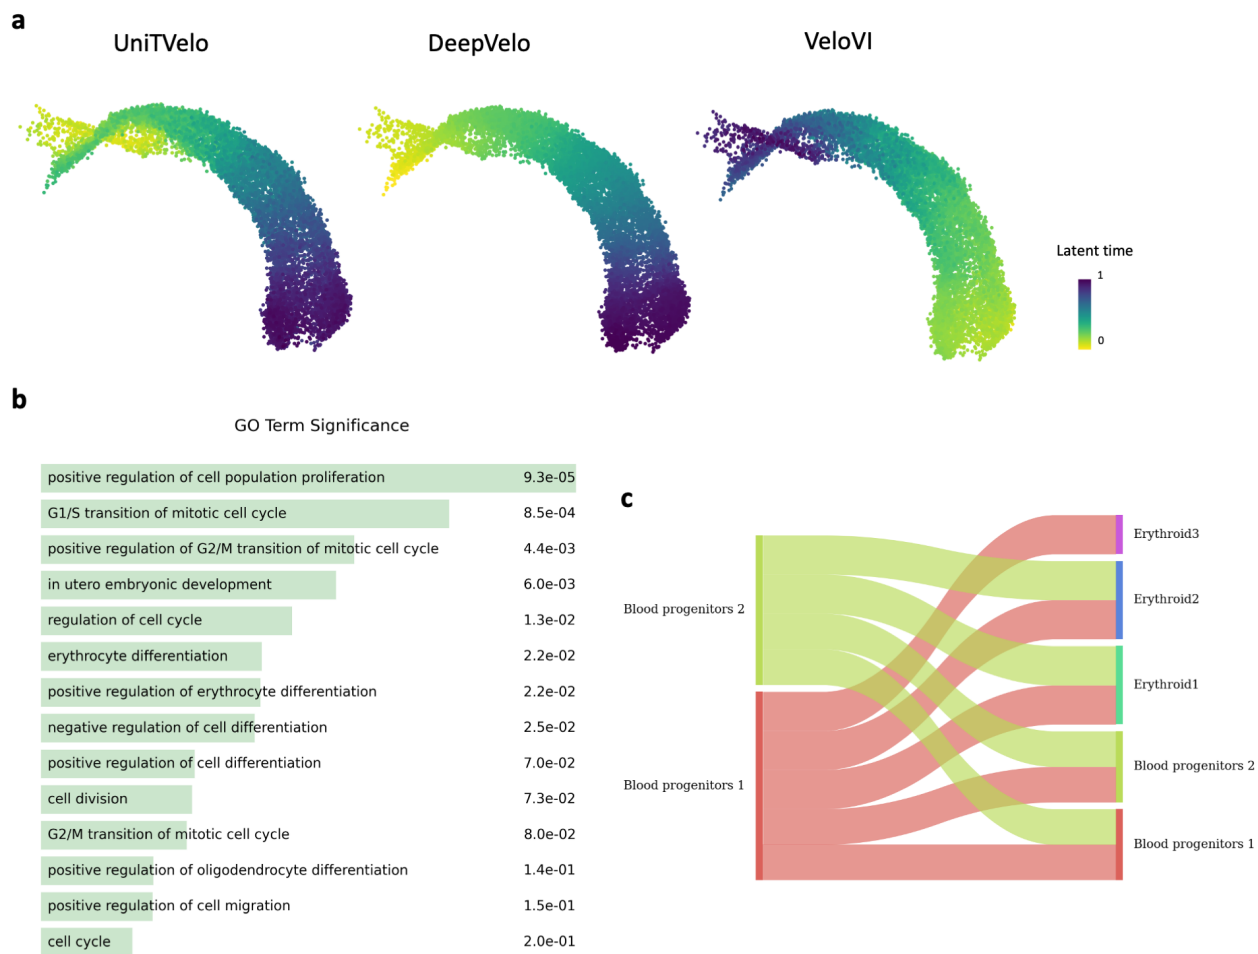 a
UniTVelo
DeepVelo
VeloVI
Latent time
1
0
b
GO Term Significance
positive regulation of cell population proliferation 9.3e-05
G1/S transition of mitotic cell cycle 8.5e-04
positive regulation of G2/M transition of mitotic cell cycle 4.4e-03
in utero embryonic development 6.0e-03
regulation of cell cycle 1.3e-02
erythrocyte differentiation 2.2e-02
positive regulation of erythrocyte differentiation 2.2e-02
negative regulation of cell differentiation 2.5e-02
positive regulation of cell differentiation 7.0e-02
cell division 7.3e-02
G2/M transition of mitotic cell cycle 8.0e-02
positive regulation of oligodendrocyte differentiation 1.4e-01
positive regulation of cell migration 1.5e-01
cell cycle 2.0e-01
c
Blood progenitors 2
Blood progenitors 1
Erythroid3
Erythroid2
Erythroid1
Blood progenitors 2
Blood progenitors 1